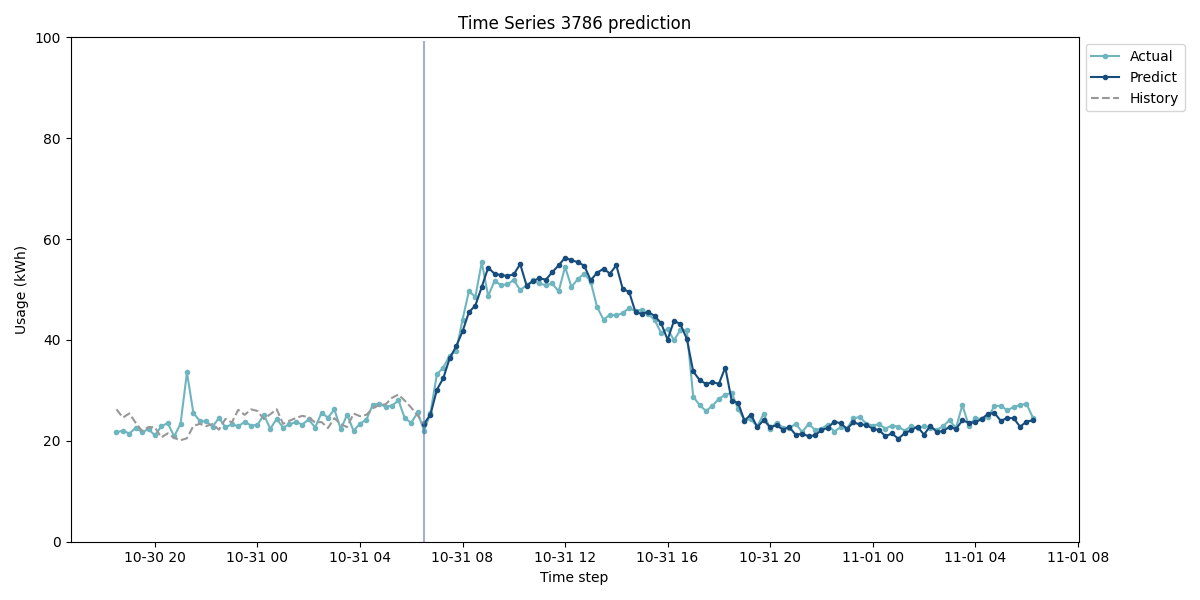 Time Series 3786 prediction
Actual
Predict
History
Usage (kWh)
100
80
60
40
20
0
10-30 20
10-31 00
10-31 04
10-31 08
10-31 12
10-31 16
10-31 20
11-01 00
11-01 04
11-01 08
Time step